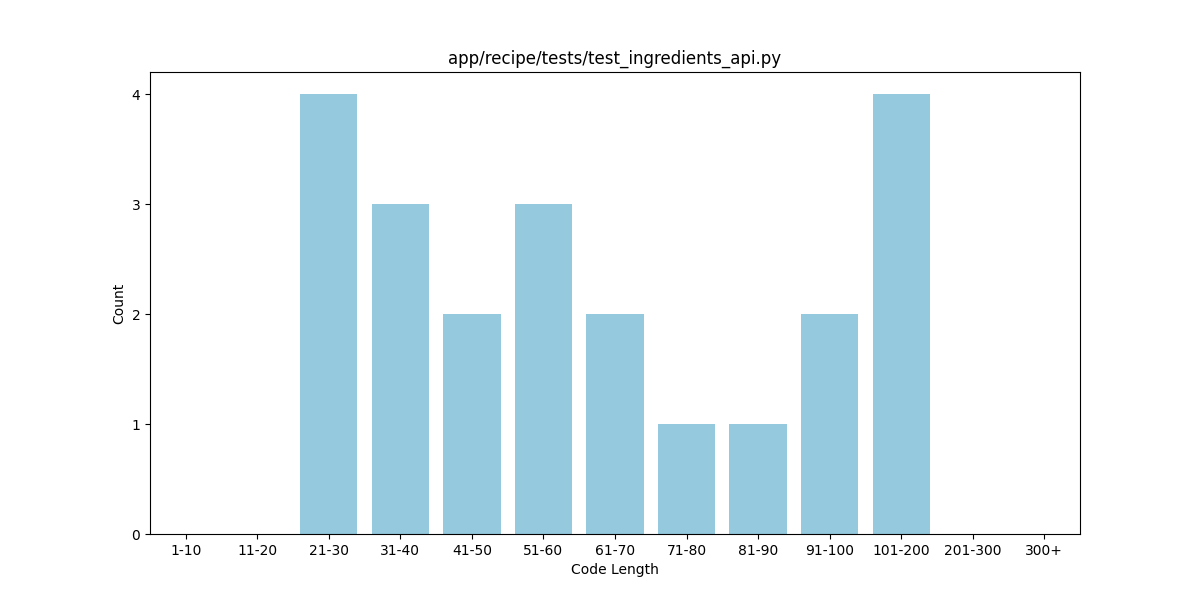 app/recipe/tests/test_ingredients_api.py
4
3
2
1
0
Count
1-10 11-20 21-30 31-40 41-50 51-60 61-70 71-80 81-90 91-100 101-200 201-300 300+
Code Length